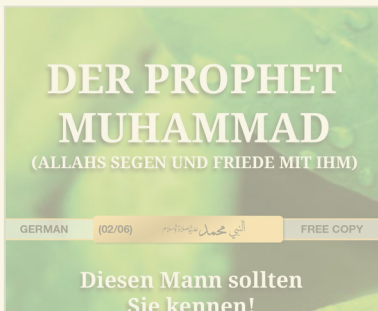 DER PROPHET
MUHAMMAD
(ALLAHS SEGEN UND FRIEDE MIT IHM)
GERMAN (02/06) النبي محمد FREE COPY
Diesen Mann sollten
Sie kennen!